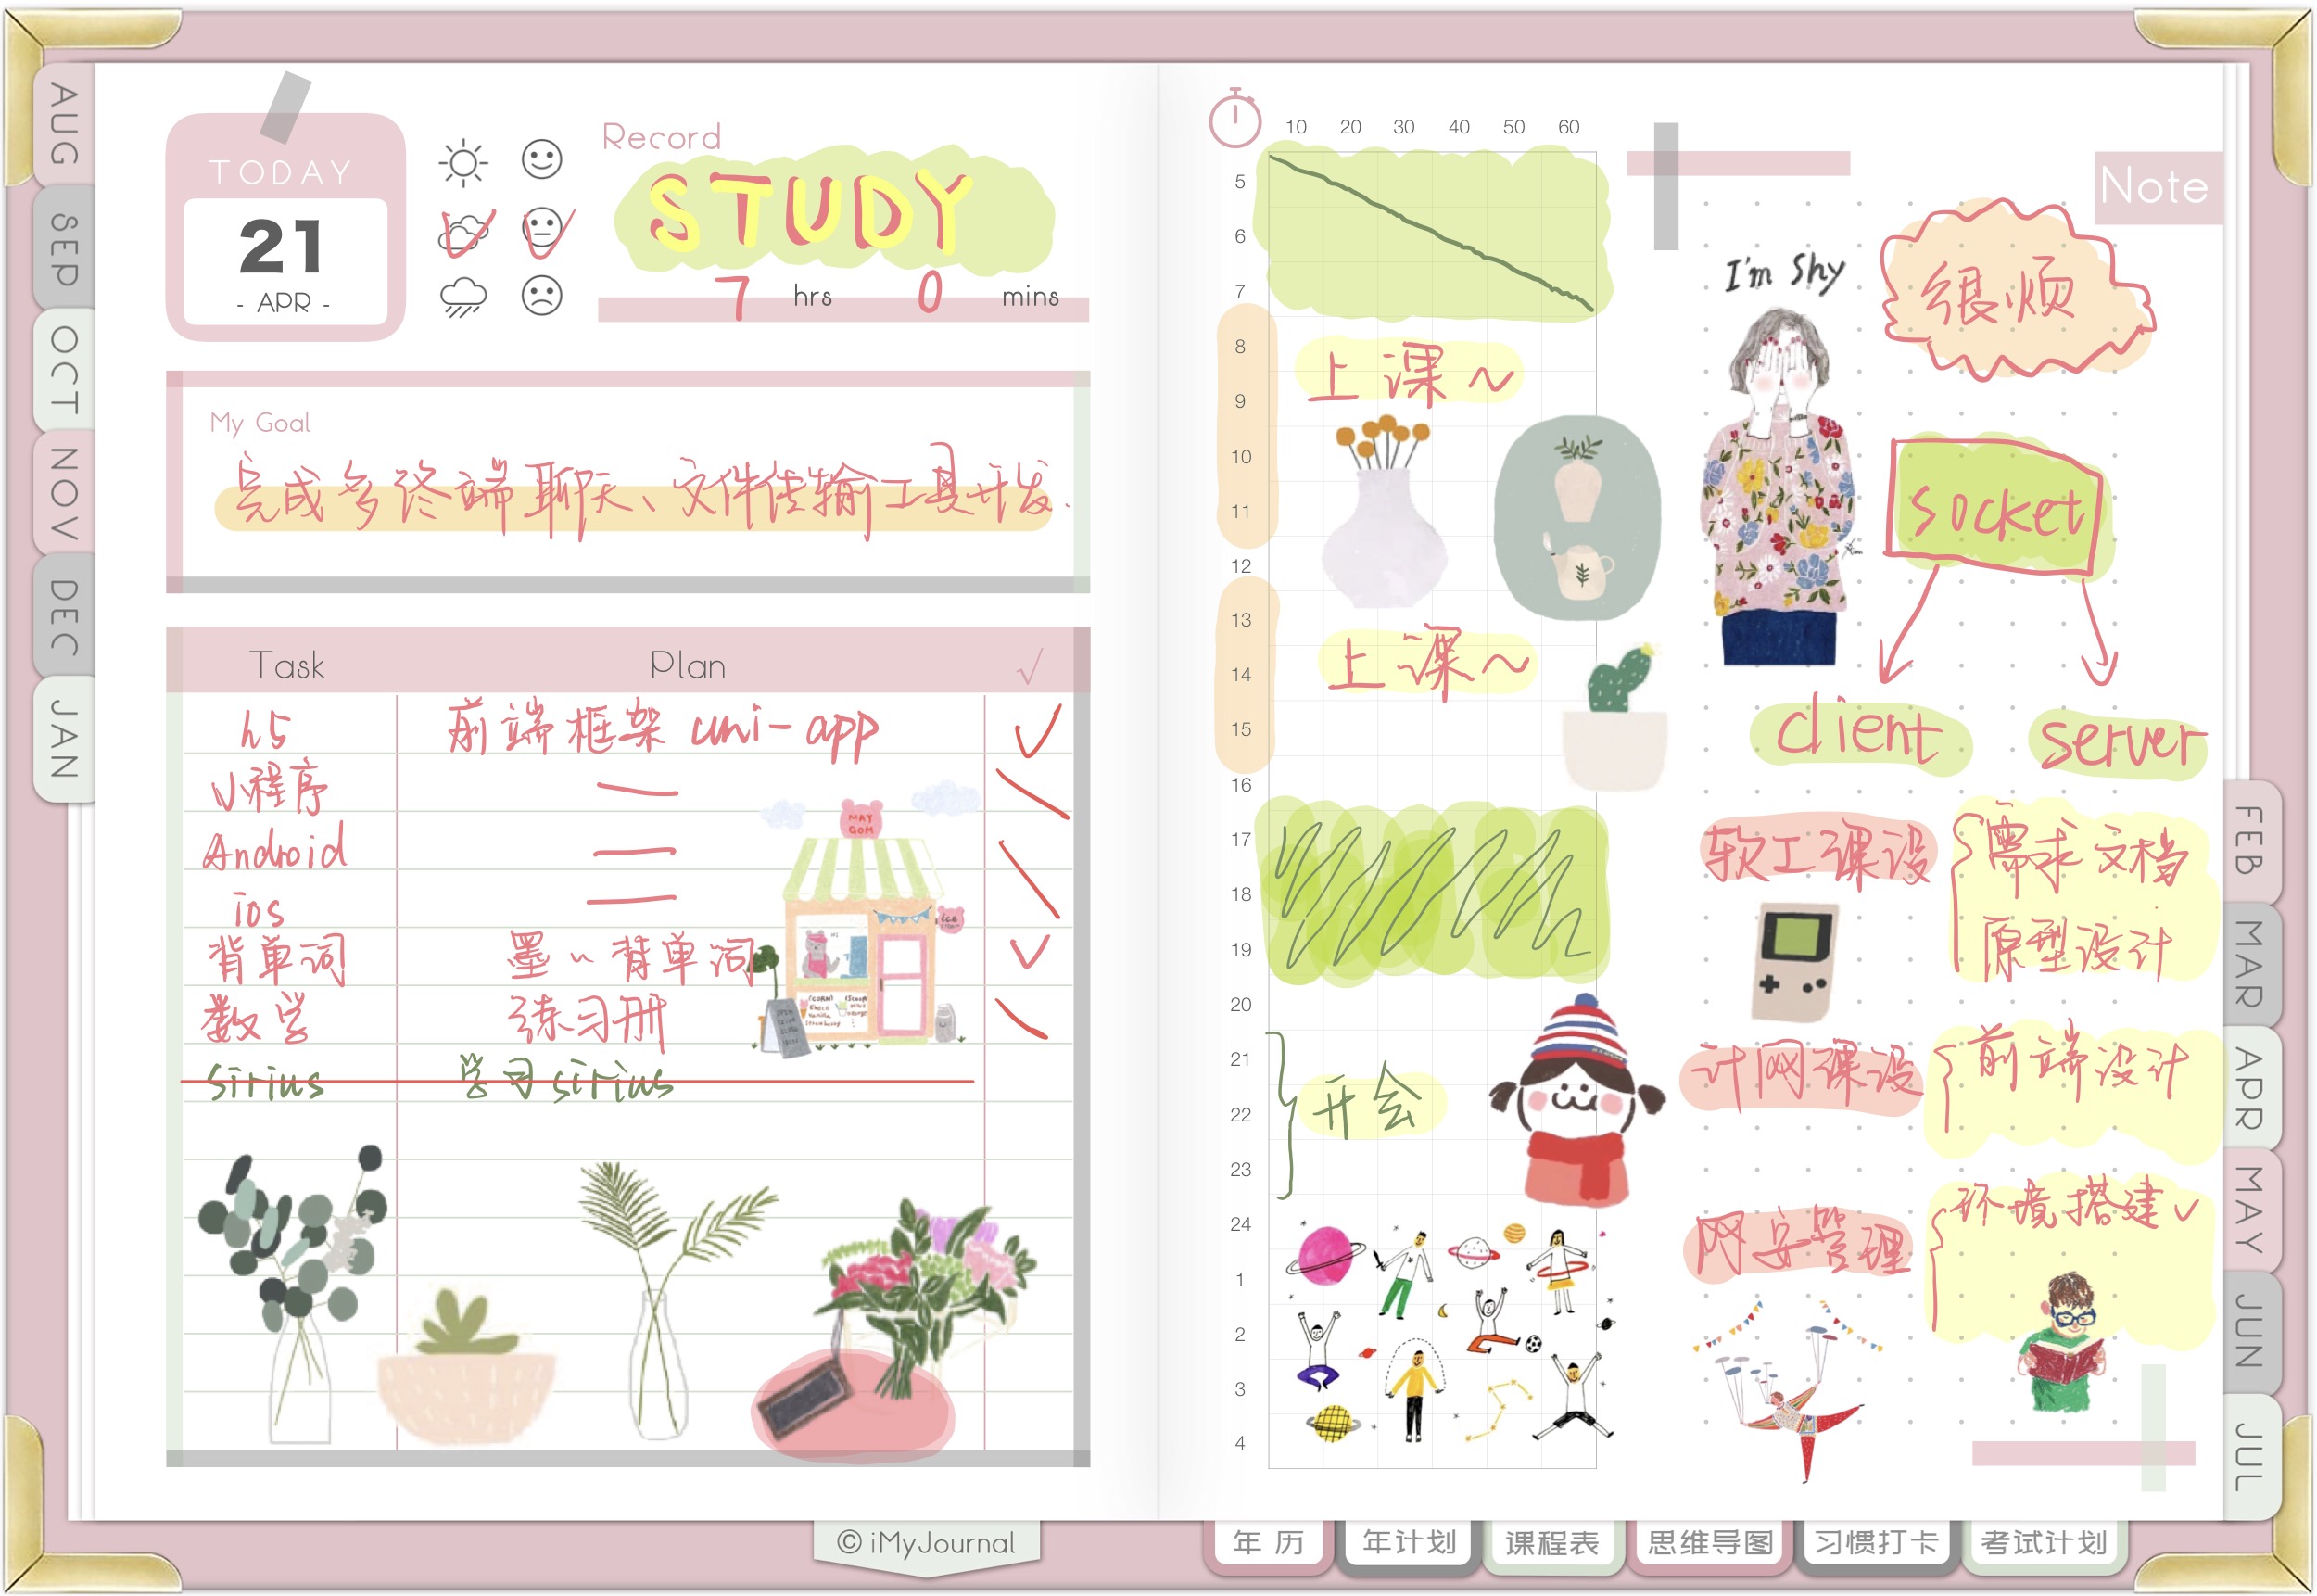 AUG
SEP
OCT
NOV
DEC
JAN
TODAY
21
- APR -
Record
STUDY
7 hrs 0 mins
My Goal
完成多终端聊天、文件传输工具开发.
Task Plan √
h5 前端框架 uni-app ✓
小程序
Android
ios
背单词 墨~背单词 ✓
数学 练习册
sirius 学习sirius
MAY
GOM
ice
© iMyJournal
10 20 30 40 50 60
5
6
7
8
9
10
11
12
13
14
15
16
17
18
19
20
21
22
23
24
1
2
3
4
上课~
上课~
开会
Note
I'm Shy
很烦
socket
client server
软工课设 需求文档
原型设计
计网课设 前端设计
网安管理 环境搭建✓
FEB
MAR
APR
MAY
JUN
JUL
年 历
年计划
课程表
思维导图
习惯打卡
考试计划